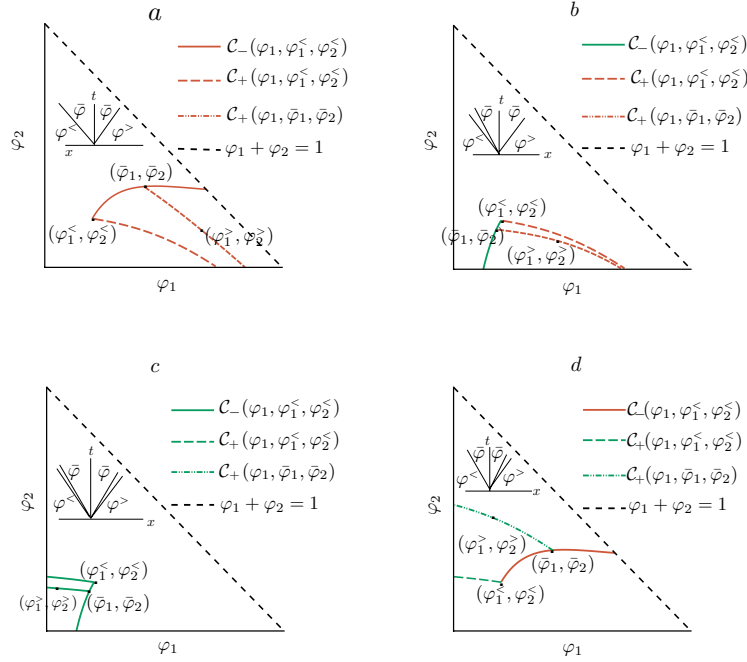 a
φ₂
C₋(φ₁, φ₁^<, φ₂^<)
C₊(φ₁, φ₁^<, φ₂^<)
C₊(φ₁, φ̄₁, φ̄₂)
φ₁ + φ₂ = 1
t
φ̄ φ̄
φ^< φ^>
x
(φ̄₁, φ̄₂)
(φ₁^<, φ₂^<)
(φ₁^>, φ₂^>)
φ₁
b
φ₂
C₋(φ₁, φ₁^<, φ₂^<)
C₊(φ₁, φ₁^<, φ₂^<)
C₊(φ₁, φ̄₁, φ̄₂)
φ₁ + φ₂ = 1
t
φ̄ φ̄
φ^< φ^>
x
(φ₁^<, φ₂^<)
(φ̄₁, φ̄₂)
(φ₁^>, φ₂^>)
φ₁
c
φ₂
C₋(φ₁, φ₁^<, φ₂^<)
C₊(φ₁, φ₁^<, φ₂^<)
C₊(φ₁, φ̄₁, φ̄₂)
φ₁ + φ₂ = 1
t
φ̄ φ̄
φ^< φ^>
x
(φ₁^<, φ₂^<)
(φ₁^>, φ₂^>) (φ̄₁, φ̄₂)
φ₁
d
φ₂
C₋(φ₁, φ₁^<, φ₂^<)
C₊(φ₁, φ₁^<, φ₂^<)
C₊(φ₁, φ̄₁, φ̄₂)
φ₁ + φ₂ = 1
t
φ̄ φ̄
φ^< φ^>
x
(φ₁^>, φ₂^>)
(φ̄₁, φ̄₂)
(φ₁^<, φ₂^<)
φ₁